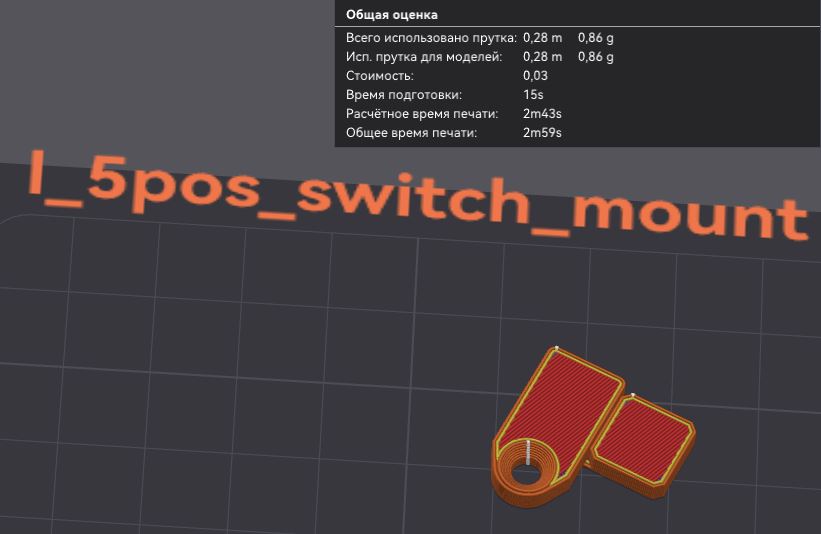 Общая оценка
Всего использовано прутка: 0,28 m 0,86 g
Исп. прутка для моделей: 0,28 m 0,86 g
Стоимость: 0,03
Время подготовки: 15s
Расчётное время печати: 2m43s
Общее время печати: 2m59s
l_5pos_switch_mount